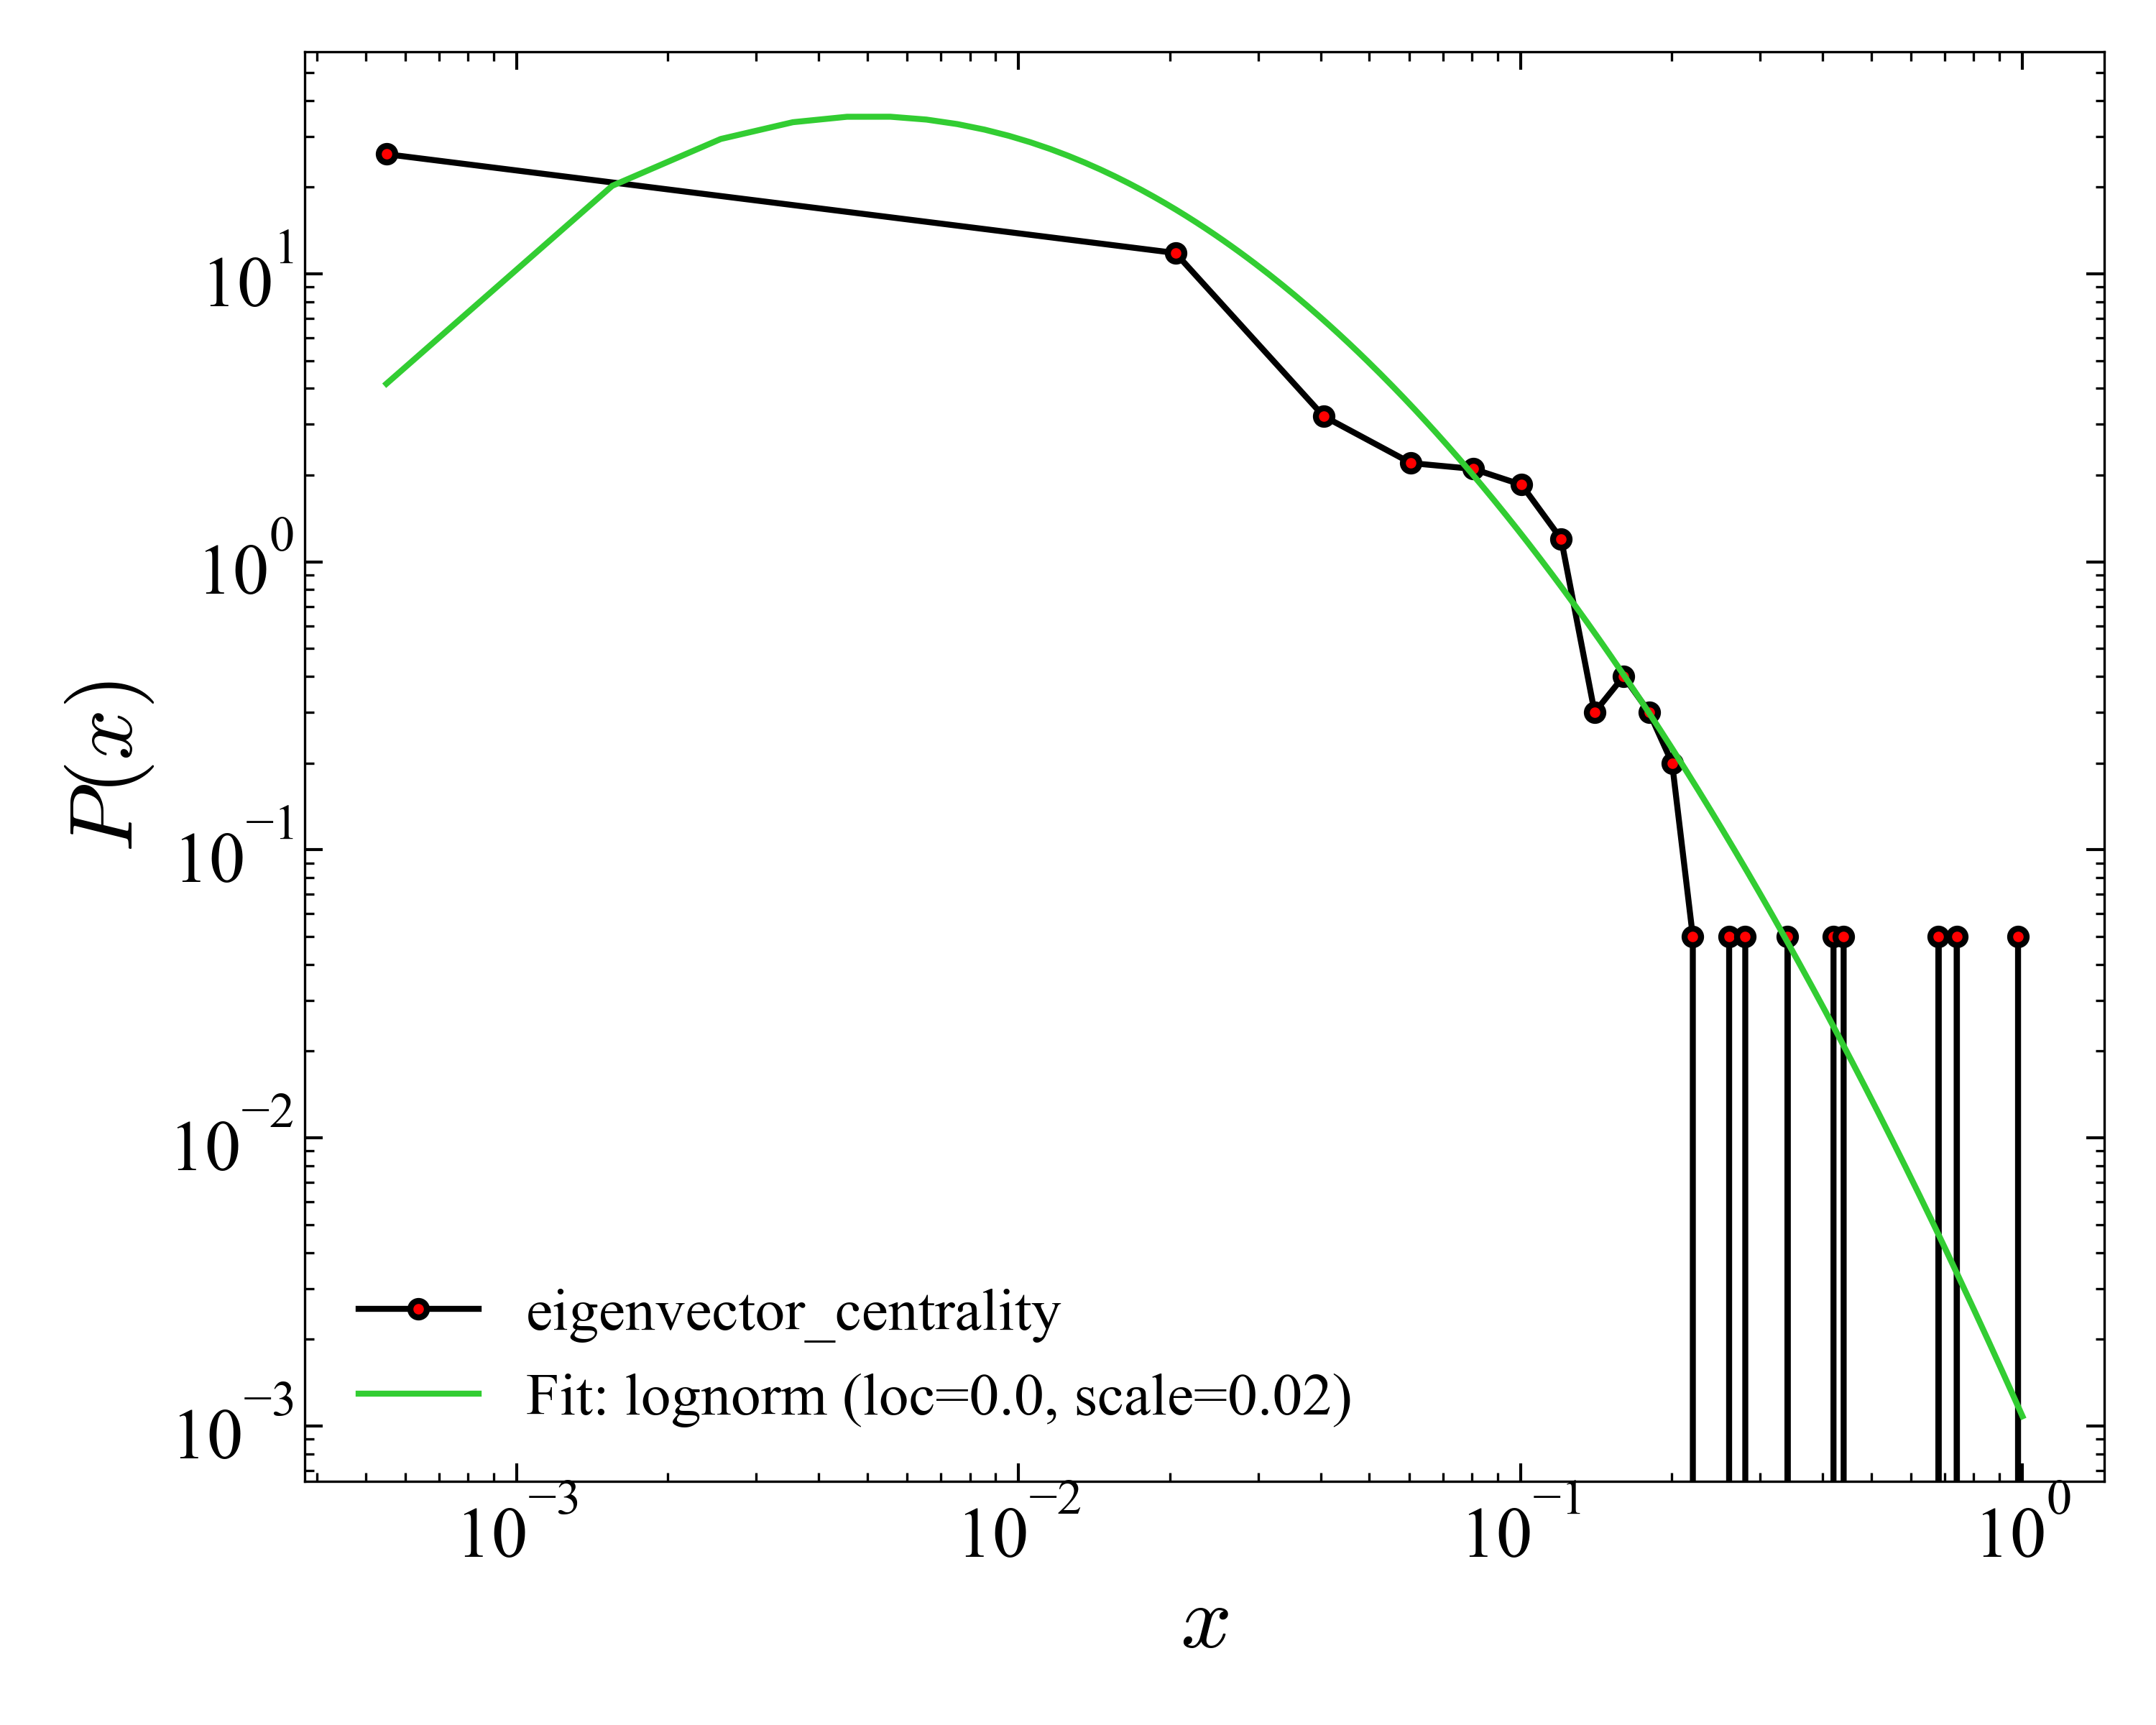 P(x)
10^1
10^0
10^−1
10^−2
10^−3
eigenvector_centrality
Fit: lognorm (loc=0.0, scale=0.02)
10^−3 10^−2 10^−1 10^0
x